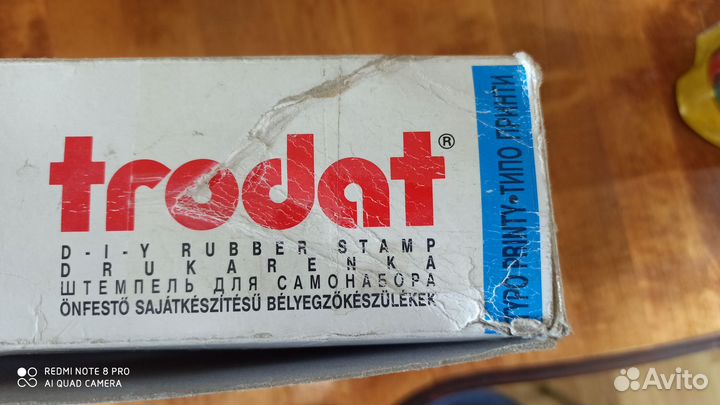 trodat®
D-I-Y RUBBER STAMP
DRUKARENKA
ШТЕМПЕЛЬ ДЛЯ САМОНАБОРА
ÖNFESTŐ SAJÁTKÉSZÍTÉSŰ BÉLYEGZŐKÉSZÜLÉKEK
TYPO PRINTY•ТИПО ПРИНТИ
REDMI NOTE 8 PRO
AI QUAD CAMERA
Avito